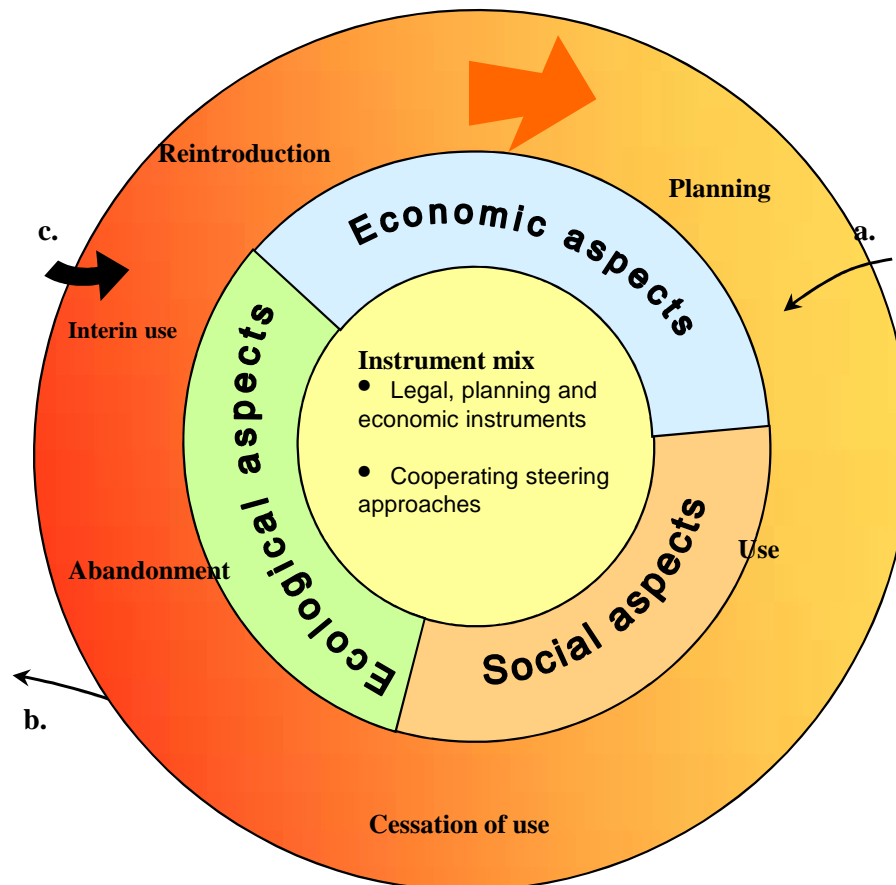 Reintroduction
Planning
Economic aspects
c.
a.
Interin use
Ecological aspects
Instrument mix
• Legal, planning and
economic instruments
• Cooperating steering
approaches
Social aspects
Use
Abandonment
b.
Cessation of use